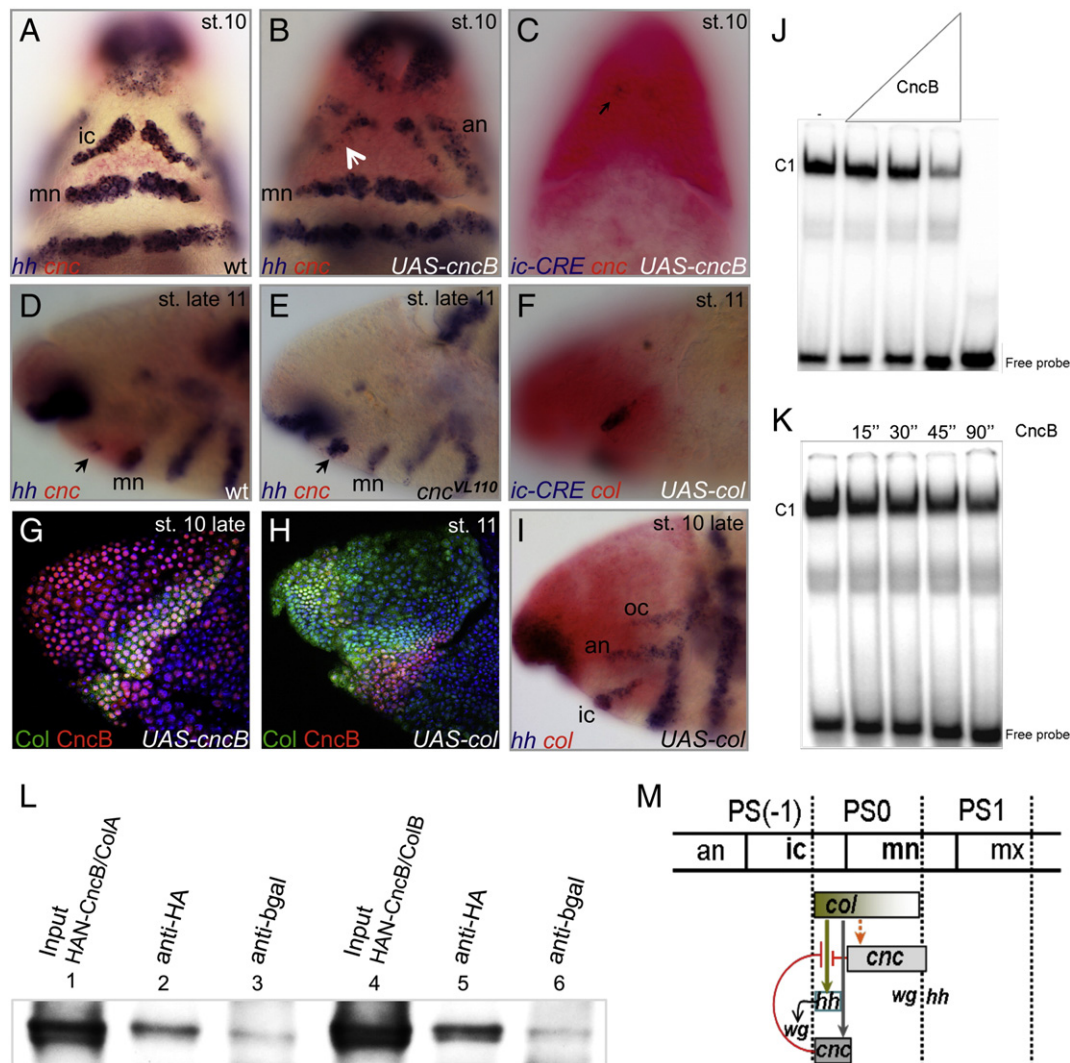 A
st.10
ic
mn
hh cnc
wt
B
st.10
an
mn
hh cnc
UAS-cncB
C
st.10
ic-CRE cnc UAS-cncB
D
st. late 11
mn
hh cnc
wt
E
st. late 11
mn
hh cnc
cncVL110
F
st. 11
ic-CRE col
UAS-col
G
st. 10 late
Col CncB
UAS-cncB
H
st. 11
Col CncB
UAS-col
I
st. 10 late
oc
an
ic
hh col
UAS-col
J
CncB
-
C1
Free probe
K
15’’ 30’’ 45’’ 90’’ CncB
C1
Free probe
L
Input
HAN-CncB/ColA
anti-HA
anti-bgal
Input
HAN-CncB/ColB
anti-HA
anti-bgal
1 2 3 4 5 6
M
PS(-1) PS0 PS1
an ic mn mx
col
cnc
hh
wg hh
wg
cnc